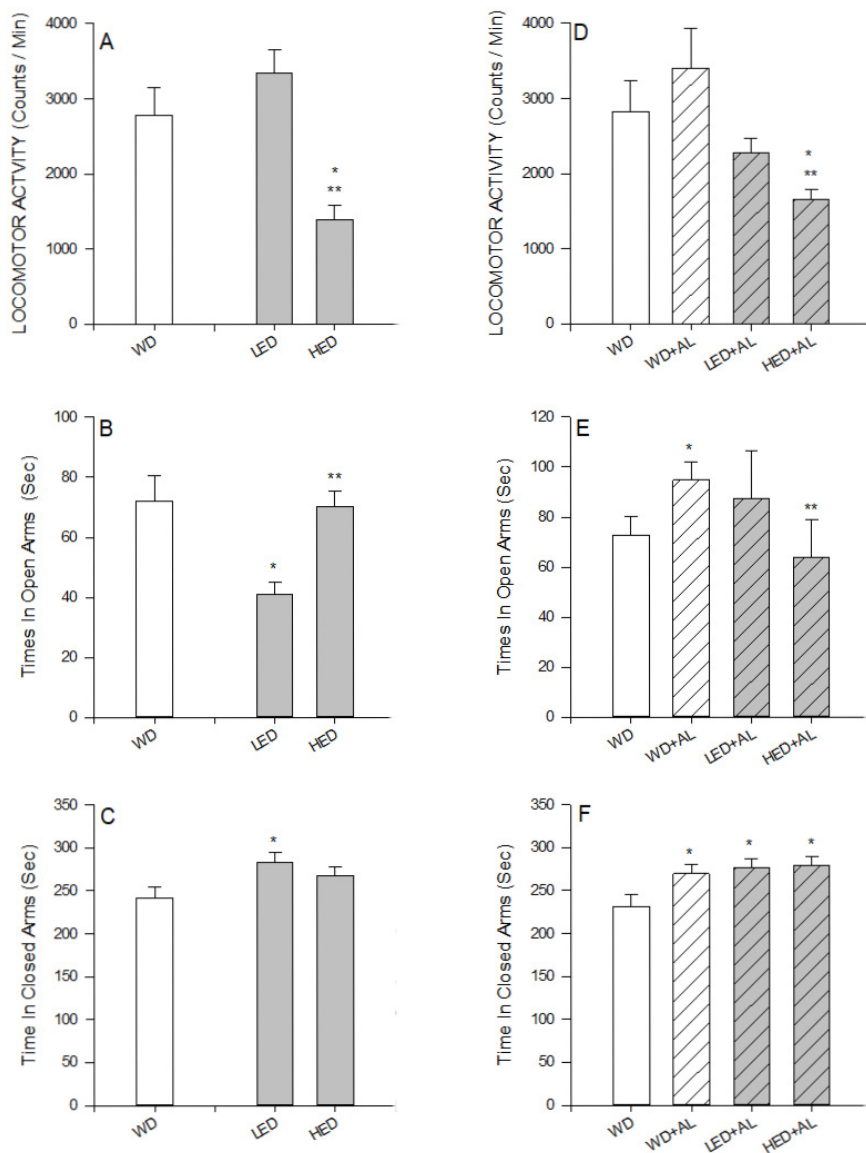 A
LOCOMOTOR ACTVITY (Counts / Min)
4000
3000
2000
1000
0
*
**
WD
LED
HED
D
LOCOMOTOR ACTIVITY (Counts / Min)
4000
3000
2000
1000
0
*
**
WD
WD+AL
LED+AL
HED+AL
B
Times In Open Arms (Sec)
100
80
60
40
20
0
*
**
WD
LED
HED
E
Times In Open Arms (Sec)
120
100
80
60
40
20
0
*
**
WD
WD+AL
LED+AL
HED+AL
C
Time In Closed Arms (Sec)
350
300
250
200
150
100
50
0
*
WD
LED
HED
F
Time In Closed Arms (Sec)
350
300
250
200
150
100
50
0
*
*
*
WD
WD+AL
LED+AL
HED+AL